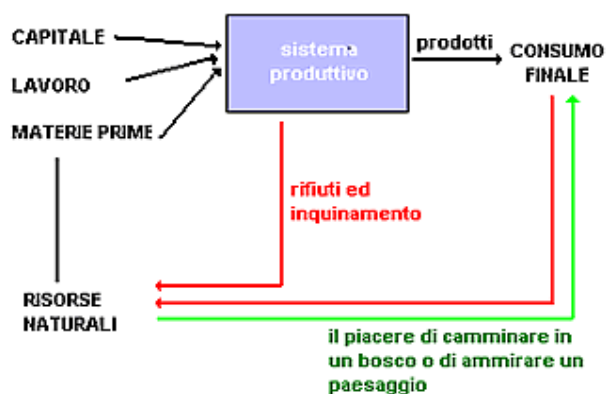 CAPITALE
LAVORO
MATERIE PRIME
sistema
produttivo
prodotti
CONSUMO
FINALE
rifiuti ed
inquinamento
RISORSE
NATURALI
il piacere di camminare in
un bosco o di ammirare un
paesaggio